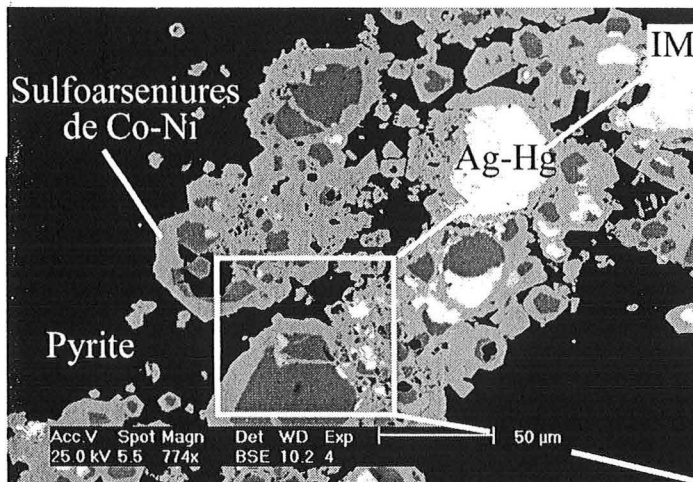 IM
Sulfoarseniures
de Co-Ni
Ag-Hg
Pyrite
Acc.V Spot Magn Det WD Exp 50 µm
25.0 kV 5.5 774x BSE 10.2 4